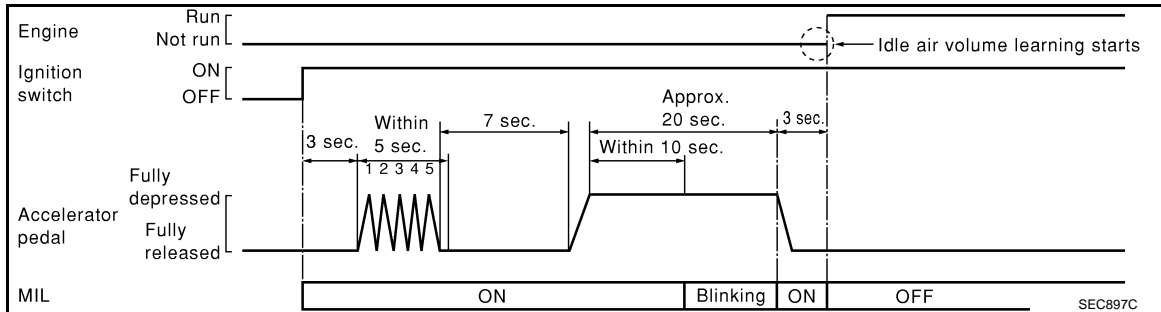 Run
Engine
Not run
Idle air volume learning starts
Ignition switch
ON
OFF
Approx.
20 sec.
3 sec.
7 sec.
Within
5 sec.
3 sec.
Within 10 sec.
1 2 3 4 5
Fully
depressed
Accelerator
pedal
Fully
released
MIL
ON
Blinking
ON
OFF
SEC897C